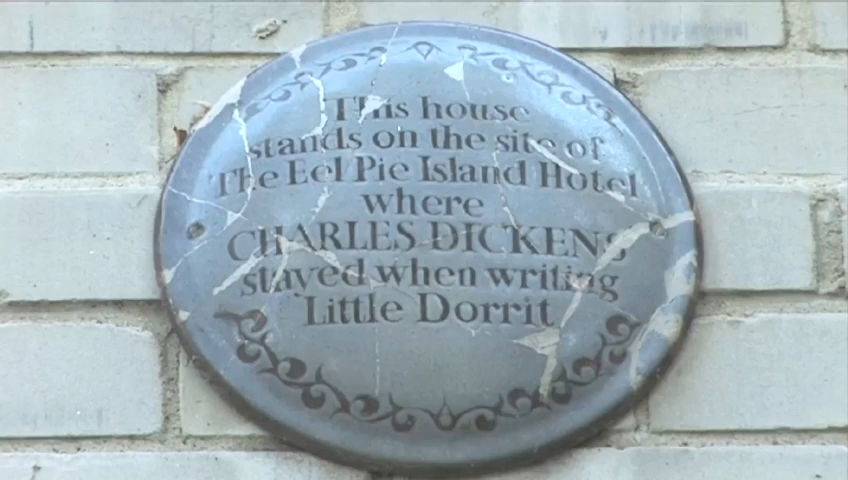 This house
stands on the site of
The Eel Pie Island Hotel
where
CHARLES DICKENS
stayed when writing
Little Dorrit